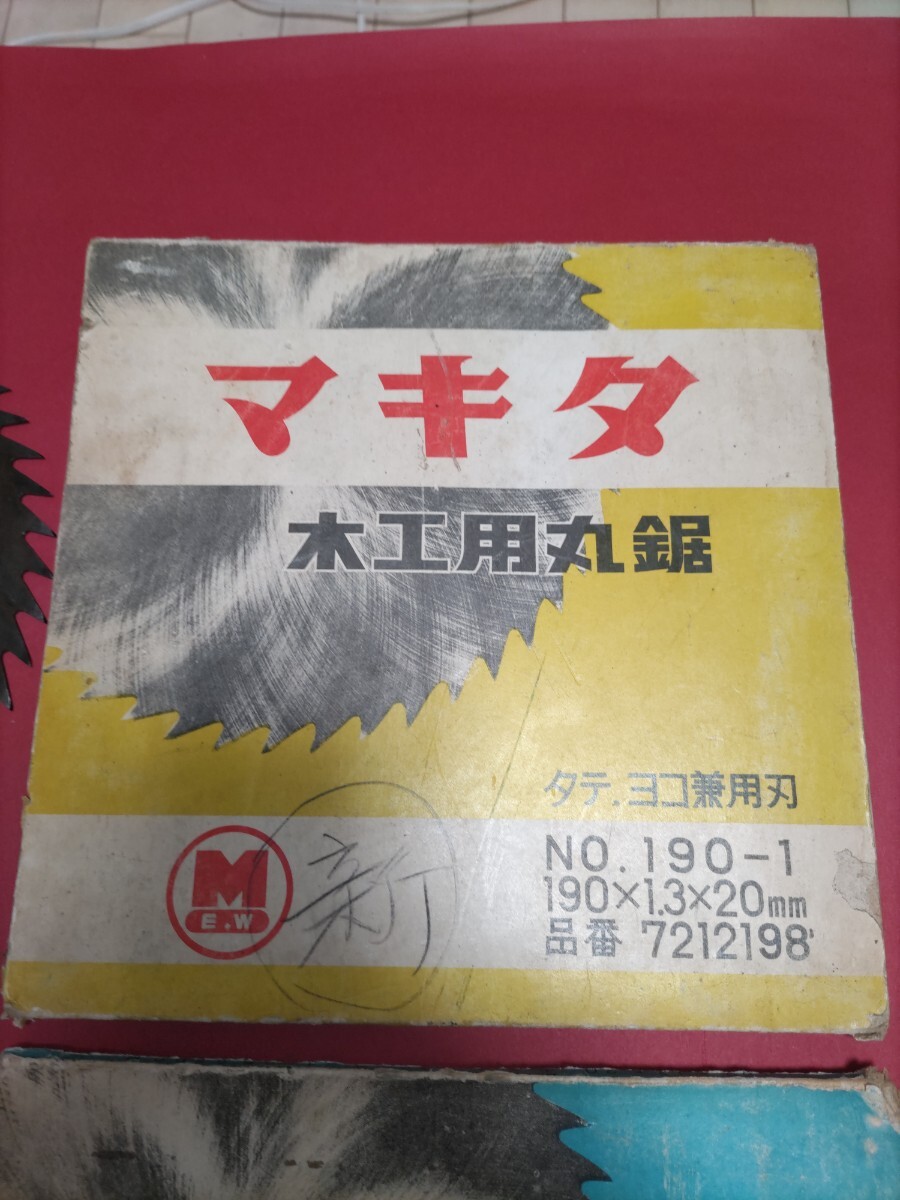 マキタ
木工用丸鋸
タテ.ヨコ兼用刃
M
E.W
新
NO.190-1
190×1.3×20mm
品番 7212198